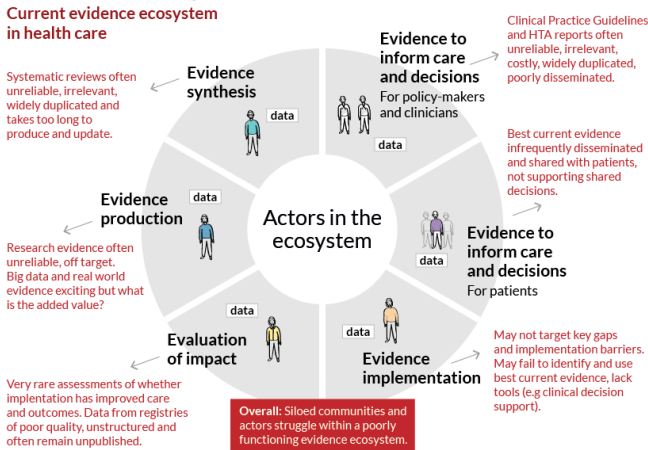 Current evidence ecosystem
in health care
Evidence
synthesis
data
Systematic reviews often
unreliable, irrelevant,
widely duplicated and
takes too long to
produce and update.
Evidence to
inform care
and decisions
For policy-makers
and clinicians
data
Clinical Practice Guidelines
and HTA reports often
unreliable, irrelevant,
costly, widely duplicated,
poorly disseminated.
Best current evidence
infrequently disseminated
and shared with patients,
not supporting shared
decisions.
Evidence
production
data
Research evidence often
unreliable, off target.
Big data and real world
evidence exciting but what
is the added value?
Actors in the
ecosystem
data
Evidence to
inform care
and decisions
For patients
data
Evaluation
of impact
Very rare assessments of whether
implentation has improved care
and outcomes. Data from registries
of poor quality, unstructured and
often remain unpublished.
data
Evidence
implementation
May not target key gaps
and implementation barriers.
May fail to identify and use
best current evidence, lack
tools (e.g clinical decision
support).
Overall: Siloed communities and
actors struggle within a poorly
functioning evidence ecosystem.